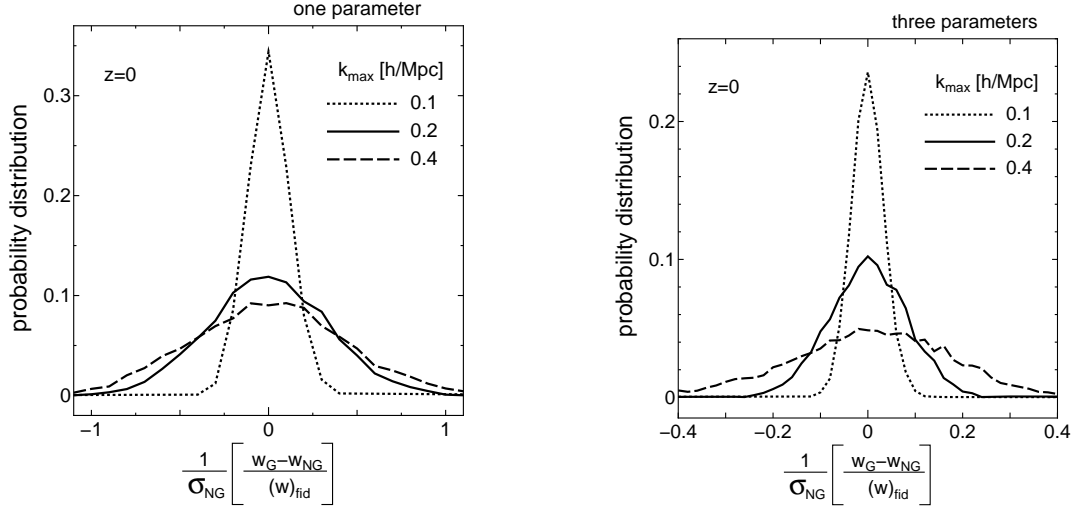 one parameter
z=0
k_max [h/Mpc]
0.1
0.2
0.4
probability distribution
0.3
0.2
0.1
0
−1 0 1
1/σ_NG [ w_G−w_NG / (w)_fid ]
three parameters
z=0
k_max [h/Mpc]
0.1
0.2
0.4
probability distribution
0.2
0.1
0
−0.4 −0.2 0 0.2 0.4
1/σ_NG [ w_G−w_NG / (w)_fid ]